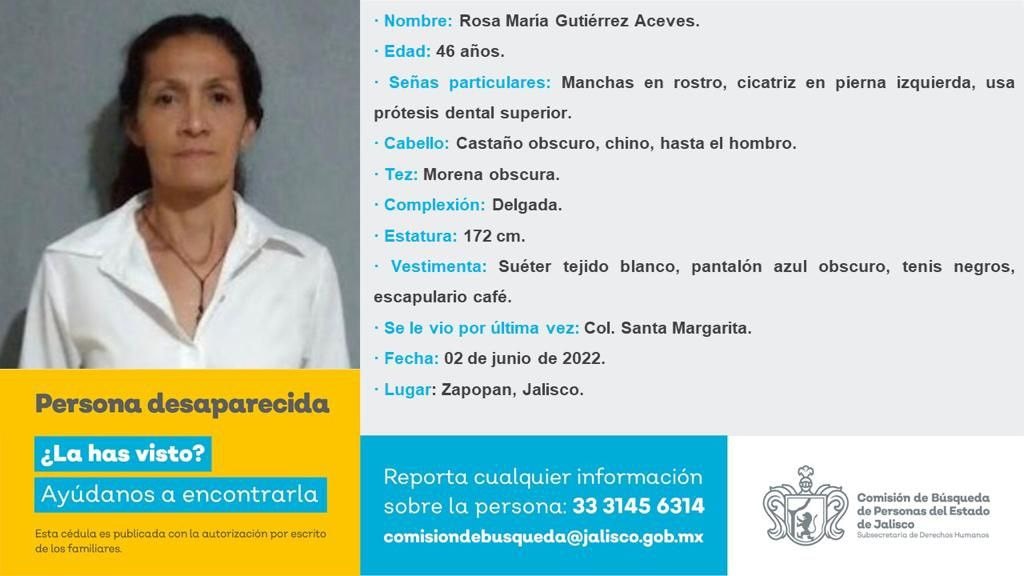 · Nombre: Rosa María Gutiérrez Aceves.
· Edad: 46 años.
· Señas particulares: Manchas en rostro, cicatriz en pierna izquierda, usa
prótesis dental superior.
· Cabello: Castaño obscuro, chino, hasta el hombro.
· Tez: Morena obscura.
· Complexión: Delgada.
· Estatura: 172 cm.
· Vestimenta: Suéter tejido blanco, pantalón azul obscuro, tenis negros,
escapulario café.
· Se le vio por última vez: Col. Santa Margarita.
· Fecha: 02 de junio de 2022.
· Lugar: Zapopan, Jalisco.
Persona desaparecida
¿La has visto?
Ayúdanos a encontrarla
Esta cédula es publicada con la autorización por escrito
de los familiares.
Reporta cualquier información
sobre la persona: 33 3145 6314
comisiondebusqueda@jalisco.gob.mx
Comisión de Búsqueda
de Personas del Estado
de Jalisco
Subsecretaría de Derechos Humanos